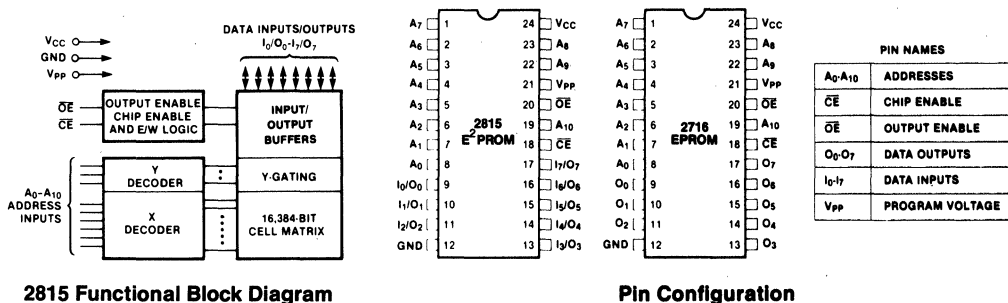 VCC
GND
VPP
DATA INPUTS/OUTPUTS
I0/O0-I7/O7
OE
CE
OUTPUT ENABLE
CHIP ENABLE
AND E/W LOGIC
INPUT/
OUTPUT
BUFFERS
A0-A10
ADDRESS
INPUTS
Y
DECODER
Y-GATING
X
DECODER
16,384-BIT
CELL MATRIX
2815 Functional Block Diagram
A7 1 24 VCC
A6 2 23 A8
A5 3 22 A9
A4 4 21 VPP
A3 5 20 OE
A2 6 19 A10
A1 7 18 CE
A0 8 17 I7/O7
I0/O0 9 16 I6/O6
I1/O1 10 15 I5/O5
I2/O2 11 14 I4/O4
GND 12 13 I3/O3
2815
E2PROM
A7 1 24 VCC
A6 2 23 A8
A5 3 22 A9
A4 4 21 VPP
A3 5 20 OE
A2 6 19 A10
A1 7 18 CE
A0 8 17 O7
O0 9 16 O6
O1 10 15 O5
O2 11 14 O4
GND 12 13 O3
2716
EPROM
Pin Configuration
PIN NAMES
A0-A10 ADDRESSES
CE CHIP ENABLE
OE OUTPUT ENABLE
O0-O7 DATA OUTPUTS
I0-I7 DATA INPUTS
VPP PROGRAM VOLTAGE